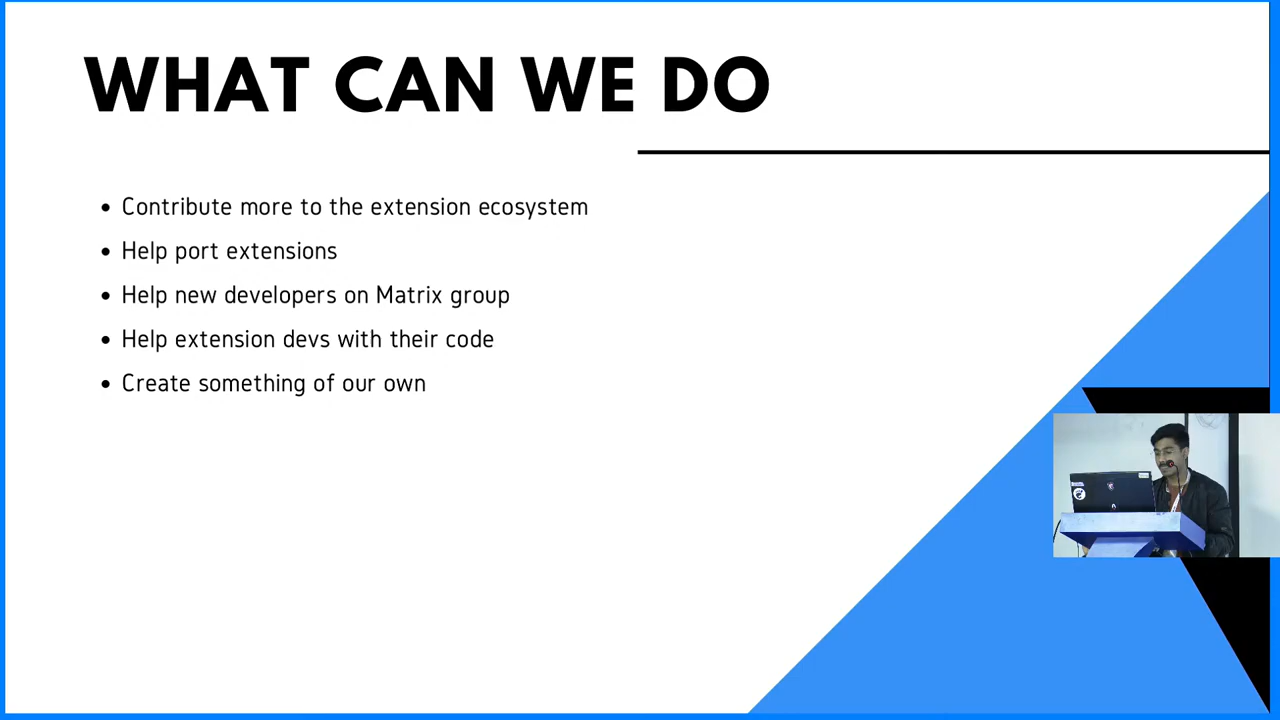 WHAT CAN WE DO
Contribute more to the extension ecosystem
Help port extensions
Help new developers on Matrix group
Help extension devs with their code
Create something of our own